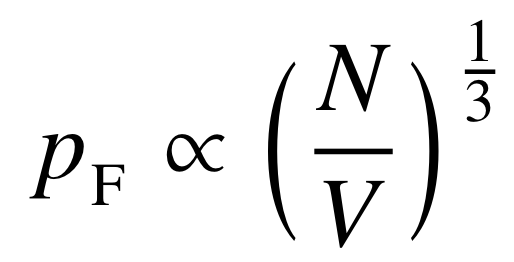 p_F ∝ (N/V)^(1/3)